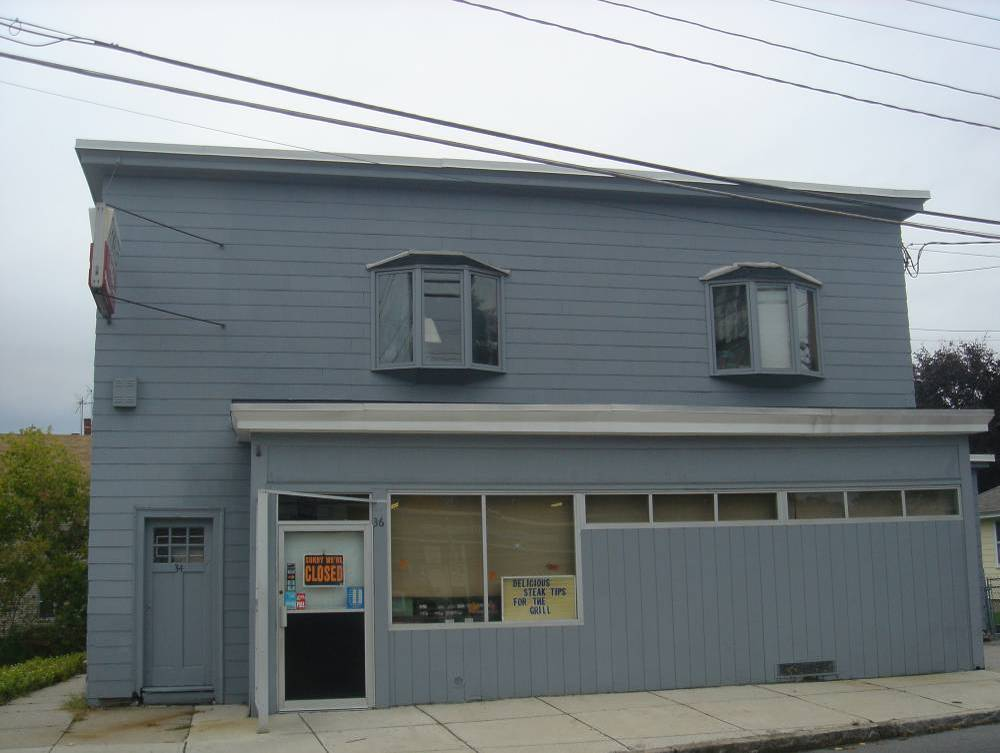 34
36
SORRY WE'RE
CLOSED
DELICIOUS
STEAK TIPS
FOR THE
GRILL